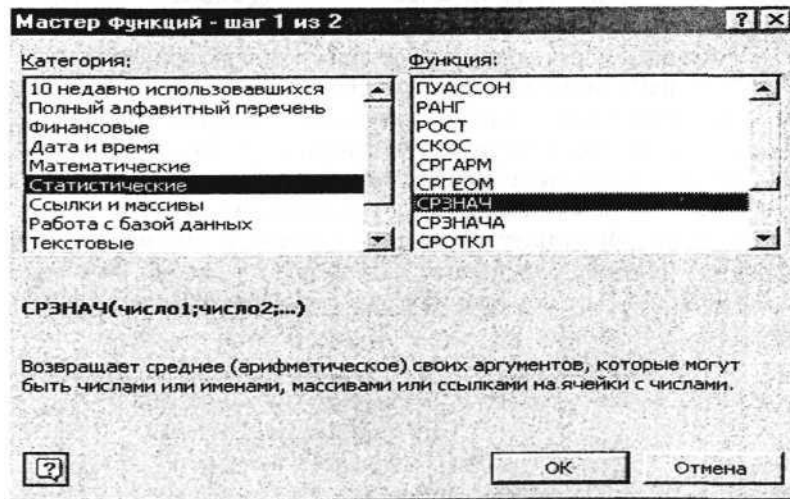 Мастер функций - шаг 1 из 2
Категория:
10 недавно использовавшихся
Полный алфавитный перечень
Финансовые
Дата и время
Математические
Статистические
Ссылки и массивы
Работа с базой данных
Текстовые
Функция:
ПУАССОН
РАНГ
РОСТ
СКОС
СРГАРМ
СРГЕОМ
СРЗНАЧ
СРЗНАЧА
СРОТКЛ
СРЗНАЧ(число1;число2;...)
Возвращает среднее (арифметическое) своих аргументов, которые могут
быть числами или именами, массивами или ссылками на ячейки с числами.
ОК
Отмена